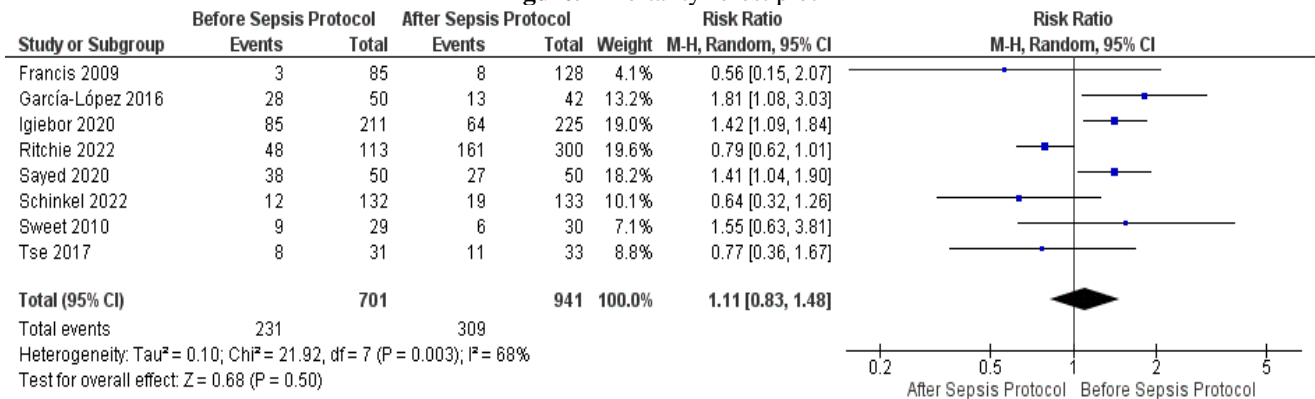 Before Sepsis Protocol After Sepsis Protocol Risk Ratio Risk Ratio
Study or Subgroup Events Total Events Total Weight M-H, Random, 95% CI M-H, Random, 95% CI
Francis 2009 3 85 8 128 4.1% 0.56 [0.15, 2.07]
García-López 2016 28 50 13 42 13.2% 1.81 [1.08, 3.03]
Igiebor 2020 85 211 64 225 19.0% 1.42 [1.09, 1.84]
Ritchie 2022 48 113 161 300 19.6% 0.79 [0.62, 1.01]
Sayed 2020 38 50 27 50 18.2% 1.41 [1.04, 1.90]
Schinkel 2022 12 132 19 133 10.1% 0.64 [0.32, 1.26]
Sweet 2010 9 29 6 30 7.1% 1.55 [0.63, 3.81]
Tse 2017 8 31 11 33 8.8% 0.77 [0.36, 1.67]
Total (95% CI) 701 941 100.0% 1.11 [0.83, 1.48]
Total events 231 309
Heterogeneity: Tau² = 0.10; Chi² = 21.92, df = 7 (P = 0.003); I² = 68%
Test for overall effect: Z = 0.68 (P = 0.50)
0.2 0.5 1 2 5
After Sepsis Protocol Before Sepsis Protocol